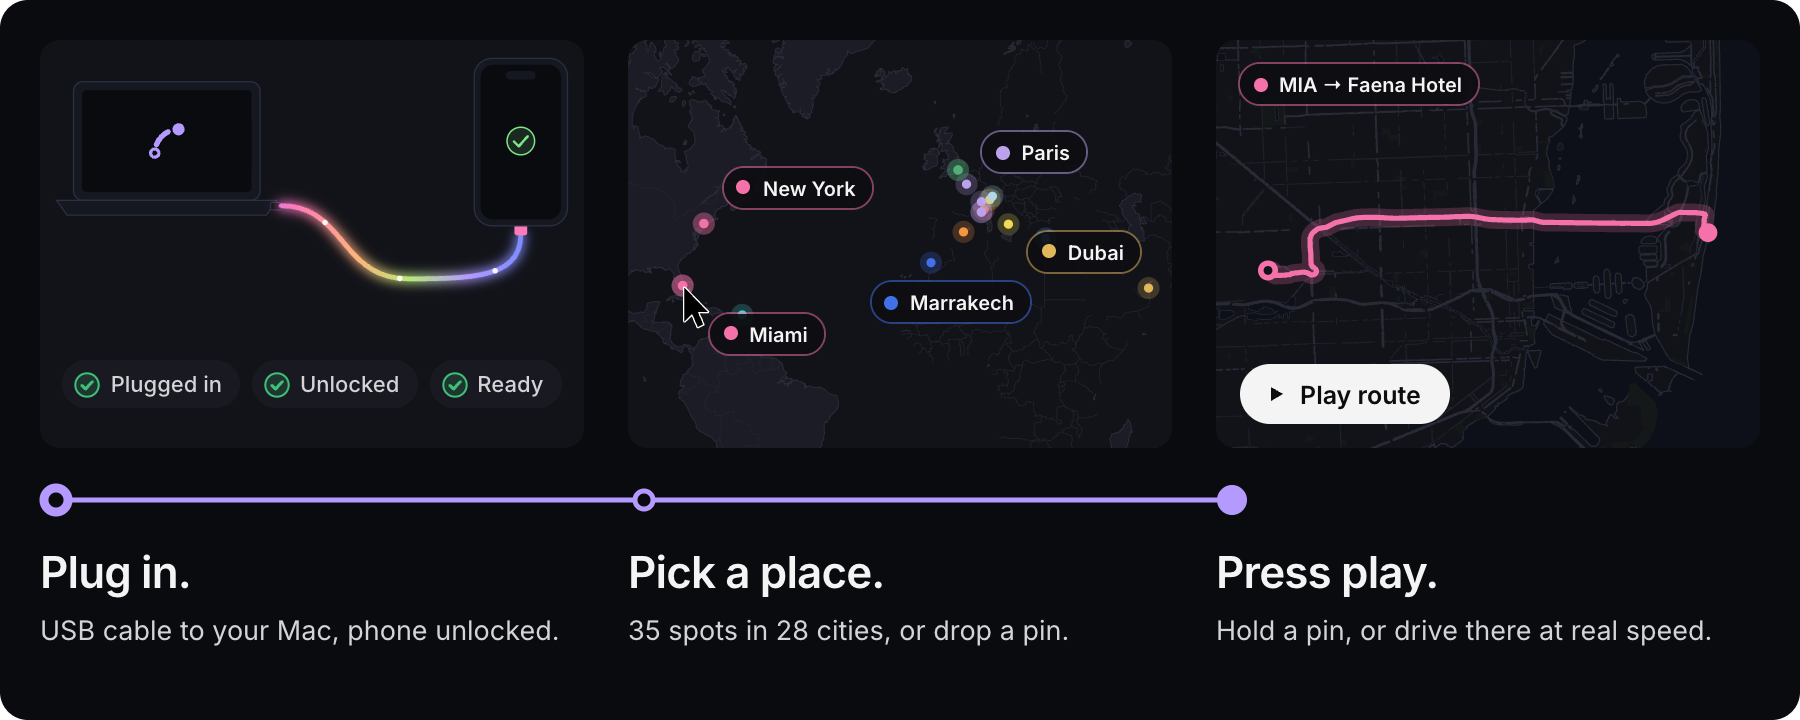 Plugged in
Unlocked
Ready
New York
Paris
Dubai
Marrakech
Miami
MIA → Faena Hotel
Play route
Plug in.
USB cable to your Mac, phone unlocked.
Pick a place.
35 spots in 28 cities, or drop a pin.
Press play.
Hold a pin, or drive there at real speed.